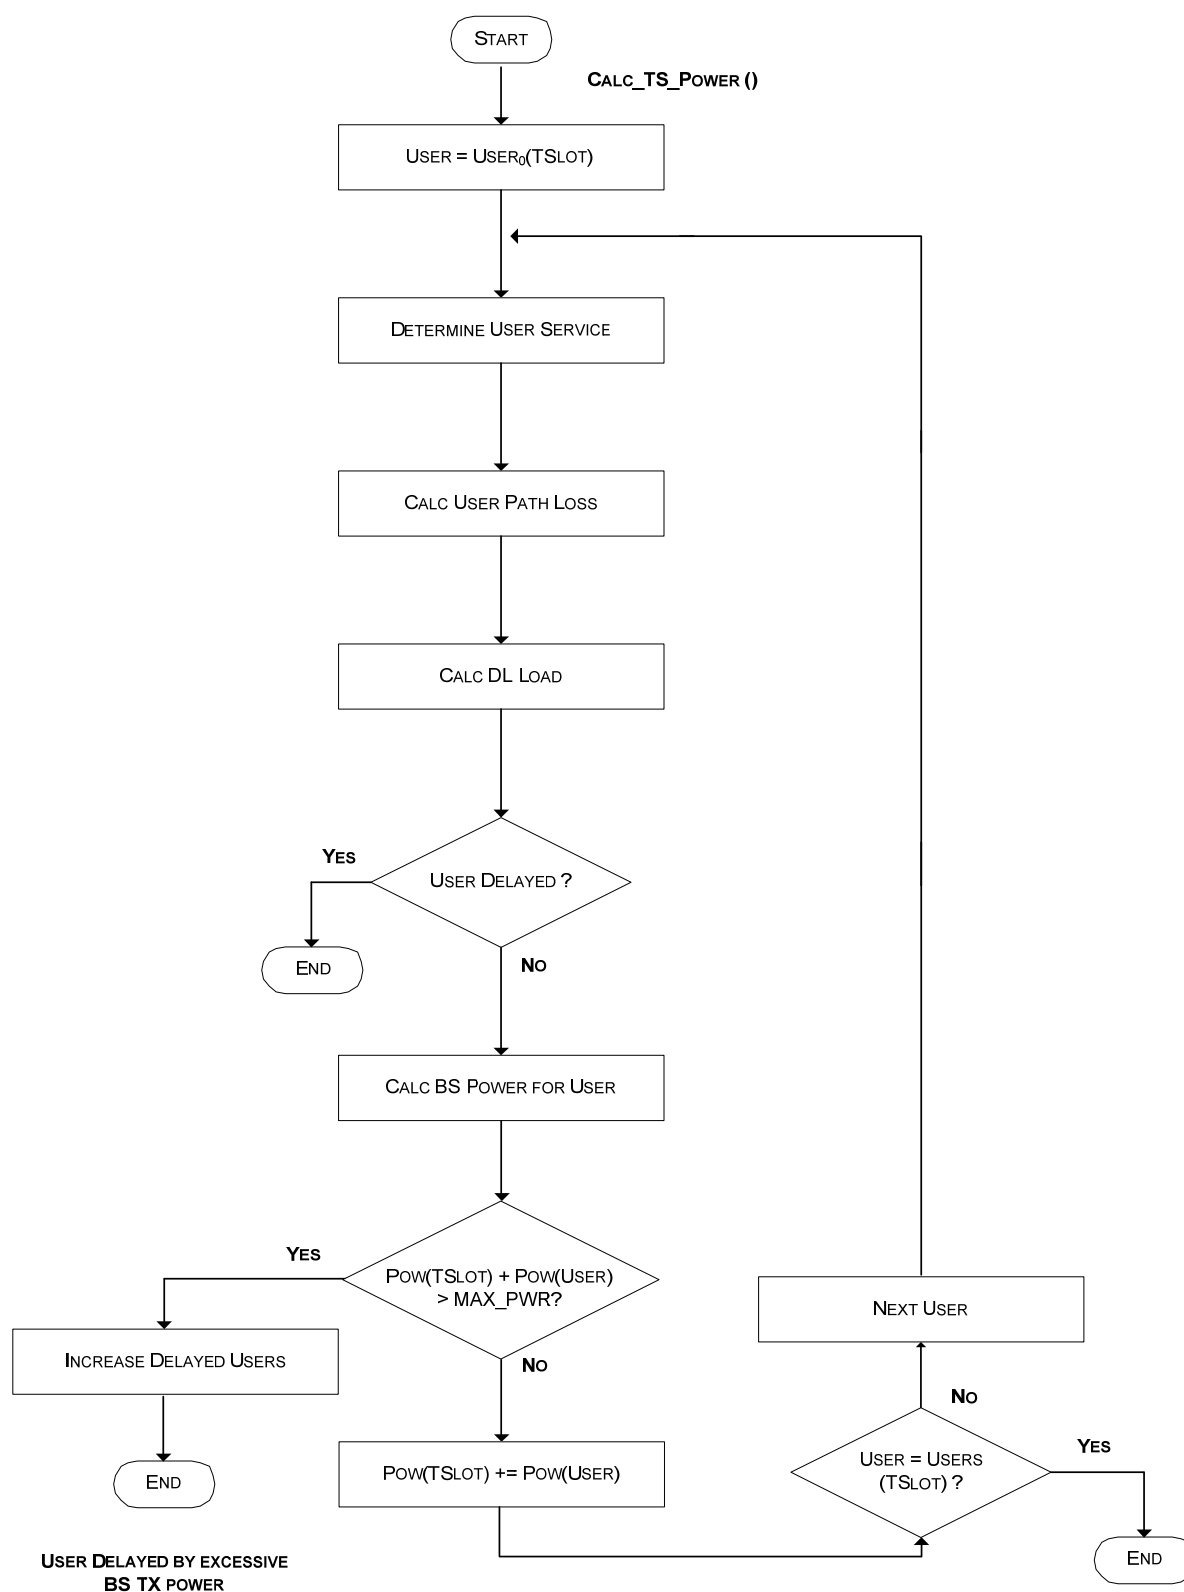 START
CALC_TS_POWER ()
USER = USER₀(TSLOT)
DETERMINE USER SERVICE
CALC USER PATH LOSS
CALC DL LOAD
YES
USER DELAYED ?
END
NO
CALC BS POWER FOR USER
YES
POW(TSLOT) + POW(USER)
> MAX_PWR?
NEXT USER
INCREASE DELAYED USERS
NO
NO
YES
USER = USERS
(TSLOT) ?
POW(TSLOT) += POW(USER)
END
END
USER DELAYED BY EXCESSIVE
BS TX POWER